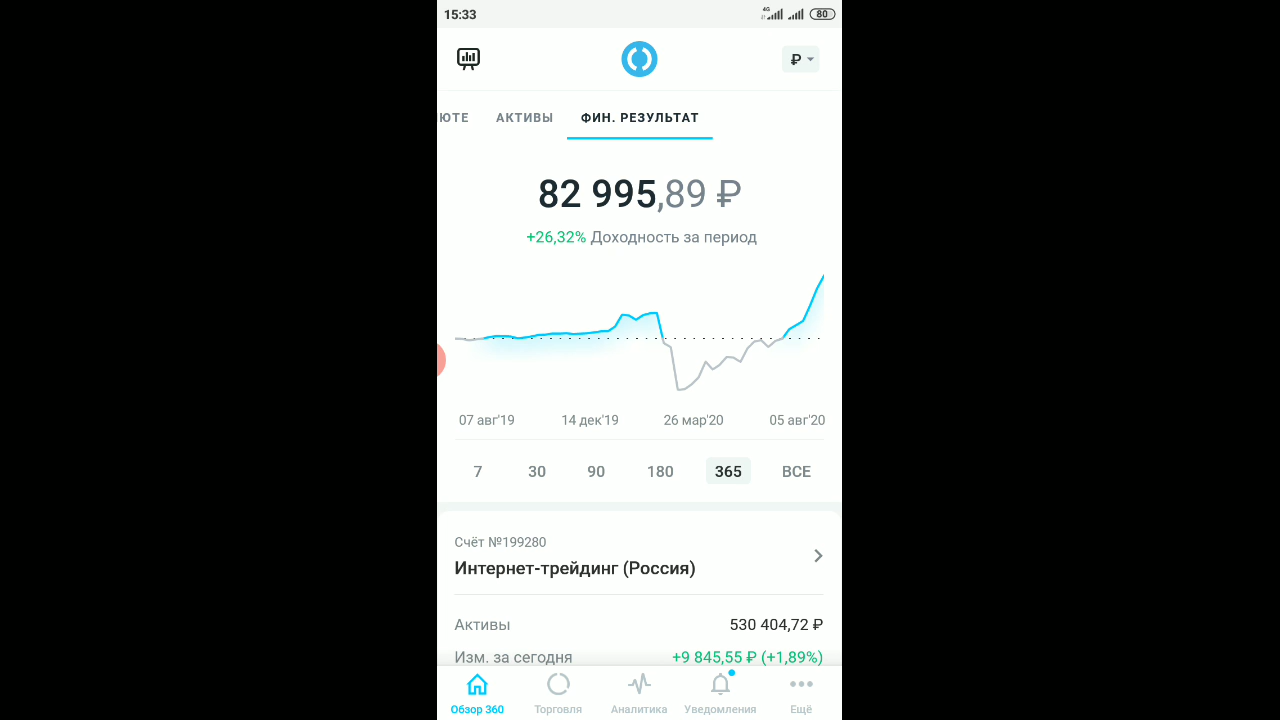 15:33
4G
80
₽
ЮТЕ АКТИВЫ ФИН. РЕЗУЛЬТАТ
82 995,89 ₽
+26,32% Доходность за период
07 авг'19 14 дек'19 26 мар'20 05 авг'20
7 30 90 180 365 ВСЕ
Счёт №199280
Интернет-трейдинг (Россия)
Активы 530 404,72 ₽
Изм. за сегодня +9 845,55 ₽ (+1,89%)
Обзор 360 Торговля Аналитика Уведомления Ещё